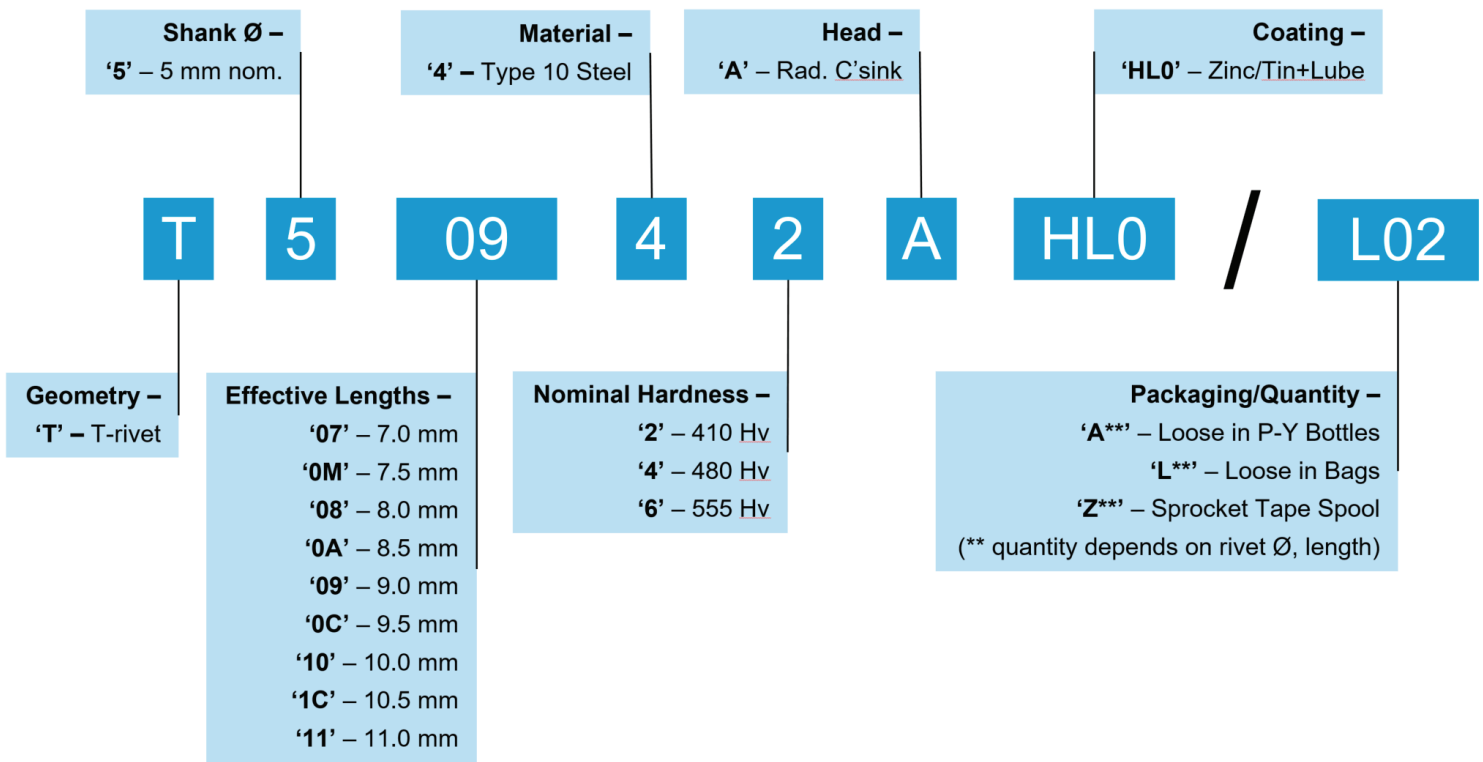 Shank Ø –
‘5’ – 5 mm nom.
Material –
‘4’ – Type 10 Steel
Head –
‘A’ – Rad. C’sink
Coating –
‘HL0’ – Zinc/Tin+Lube
T 5 09 4 2 A HL0 / L02
Geometry –
‘T’ – T-rivet
Effective Lengths –
‘07’ – 7.0 mm
‘0M’ – 7.5 mm
‘08’ – 8.0 mm
‘0A’ – 8.5 mm
‘09’ – 9.0 mm
‘0C’ – 9.5 mm
‘10’ – 10.0 mm
‘1C’ – 10.5 mm
‘11’ – 11.0 mm
Nominal Hardness –
‘2’ – 410 Hv
‘4’ – 480 Hv
‘6’ – 555 Hv
Packaging/Quantity –
‘A**’ – Loose in P-Y Bottles
‘L**’ – Loose in Bags
‘Z**’ – Sprocket Tape Spool
(** quantity depends on rivet Ø, length)